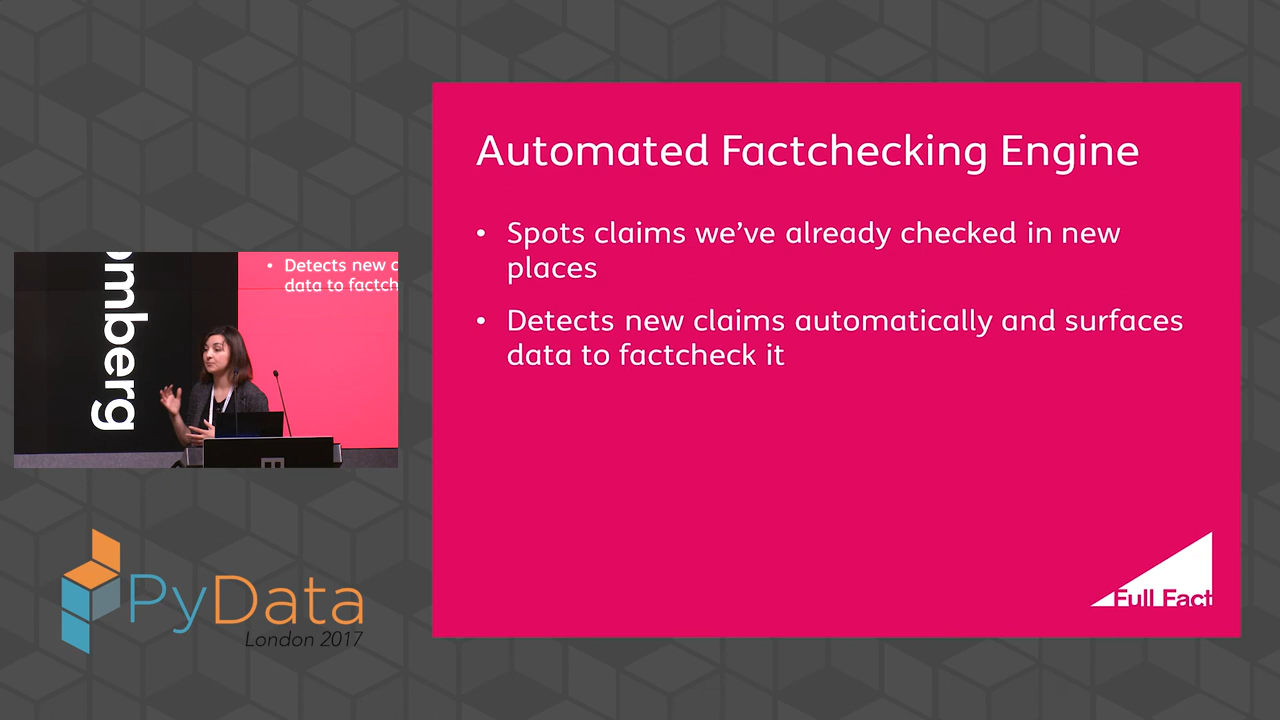 Automated Factchecking Engine
• Spots claims we've already checked in new
places
• Detects new claims automatically and surfaces
data to factcheck it
Full Fact
• Detects new c
data to factch
omberg
PyData
London 2017